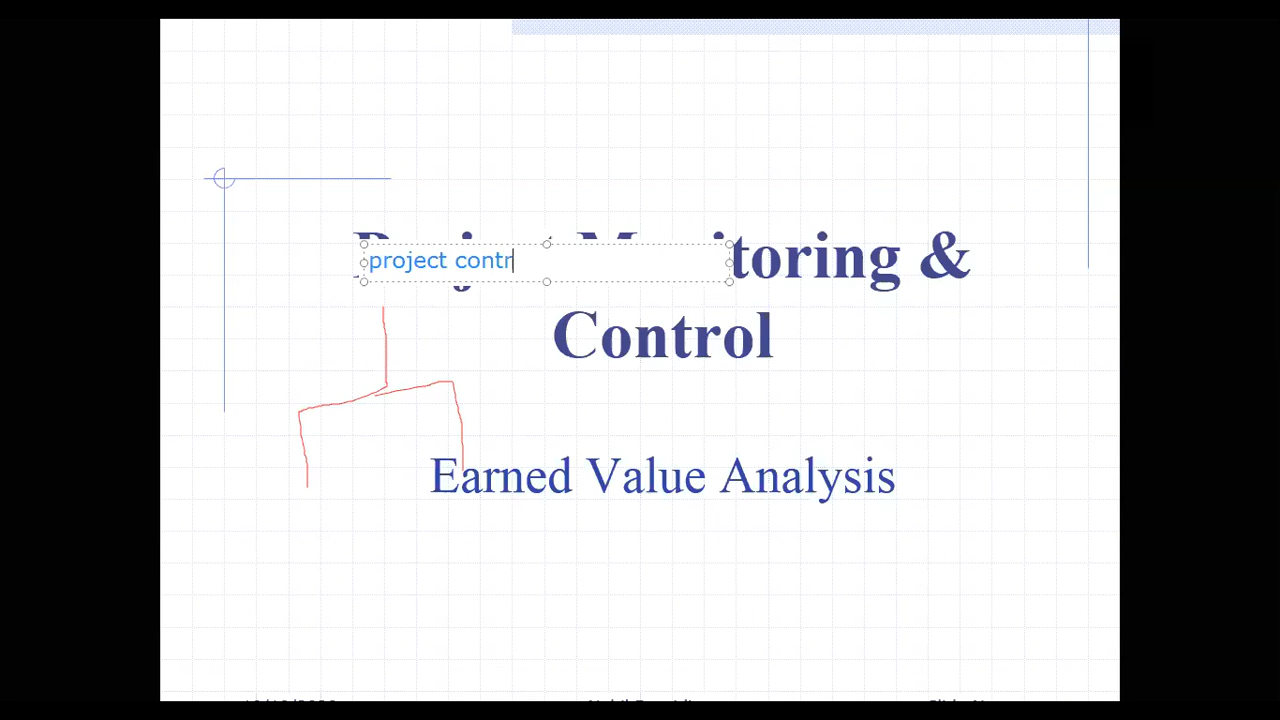 toring &
project contr
Control
Earned Value Analysis